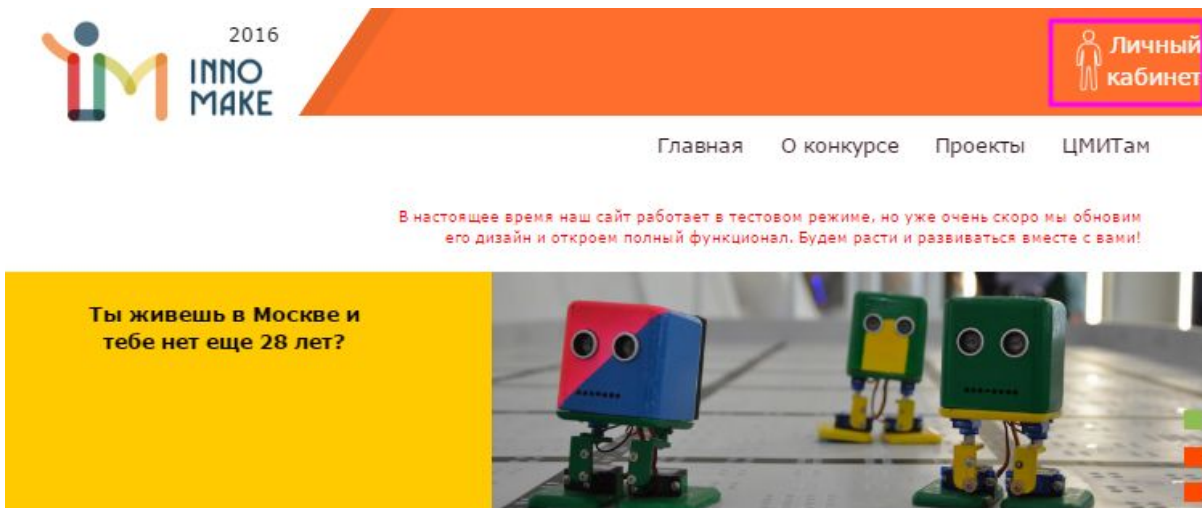 2016
INNO
MAKE
Личный
кабинет
Главная О конкурсе Проекты ЦМИТам
В настоящее время наш сайт работает в тестовом режиме, но уже очень скоро мы обновим
его дизайн и откроем полный функционал. Будем расти и развиваться вместе с вами!
Ты живешь в Москве и
тебе нет еще 28 лет?